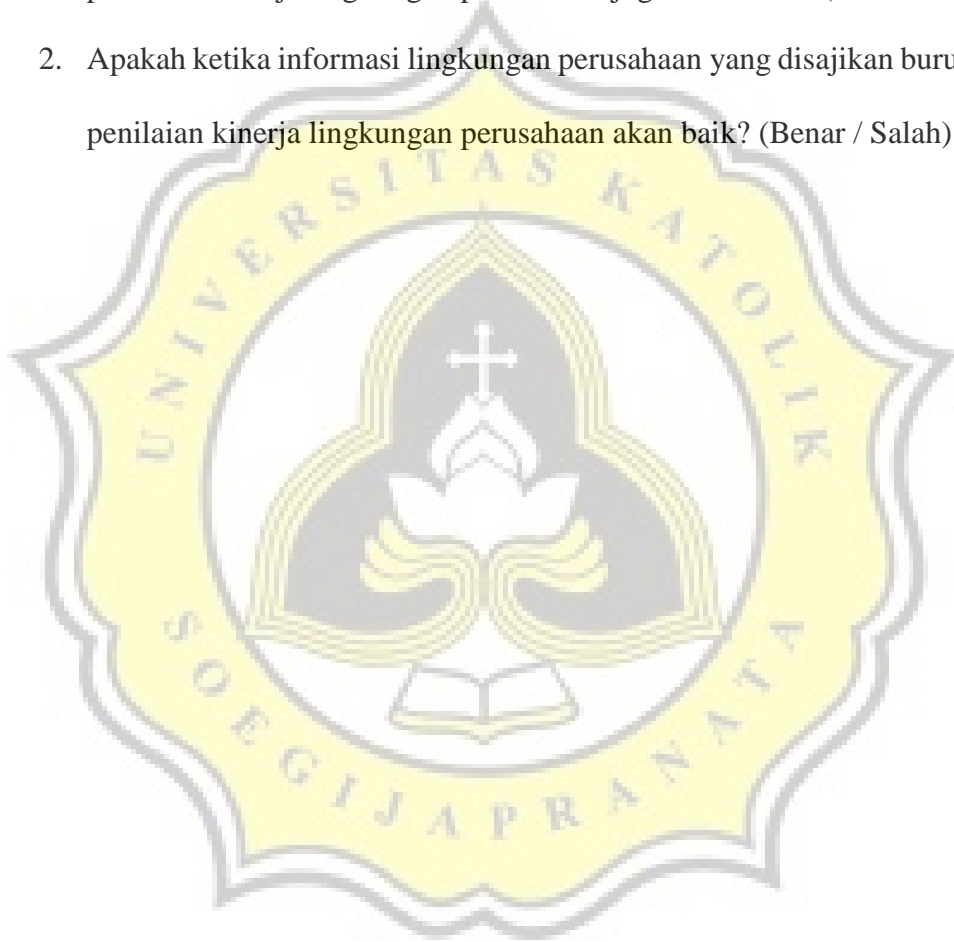 2. Apakah ketika informasi lingkungan perusahaan yang disajikan
penilaian kinerja lingkungan perusahaan akan baik? (Benar / Salah)
UNIVERSITAS KATOLIK
SOEGIJAPRANATA